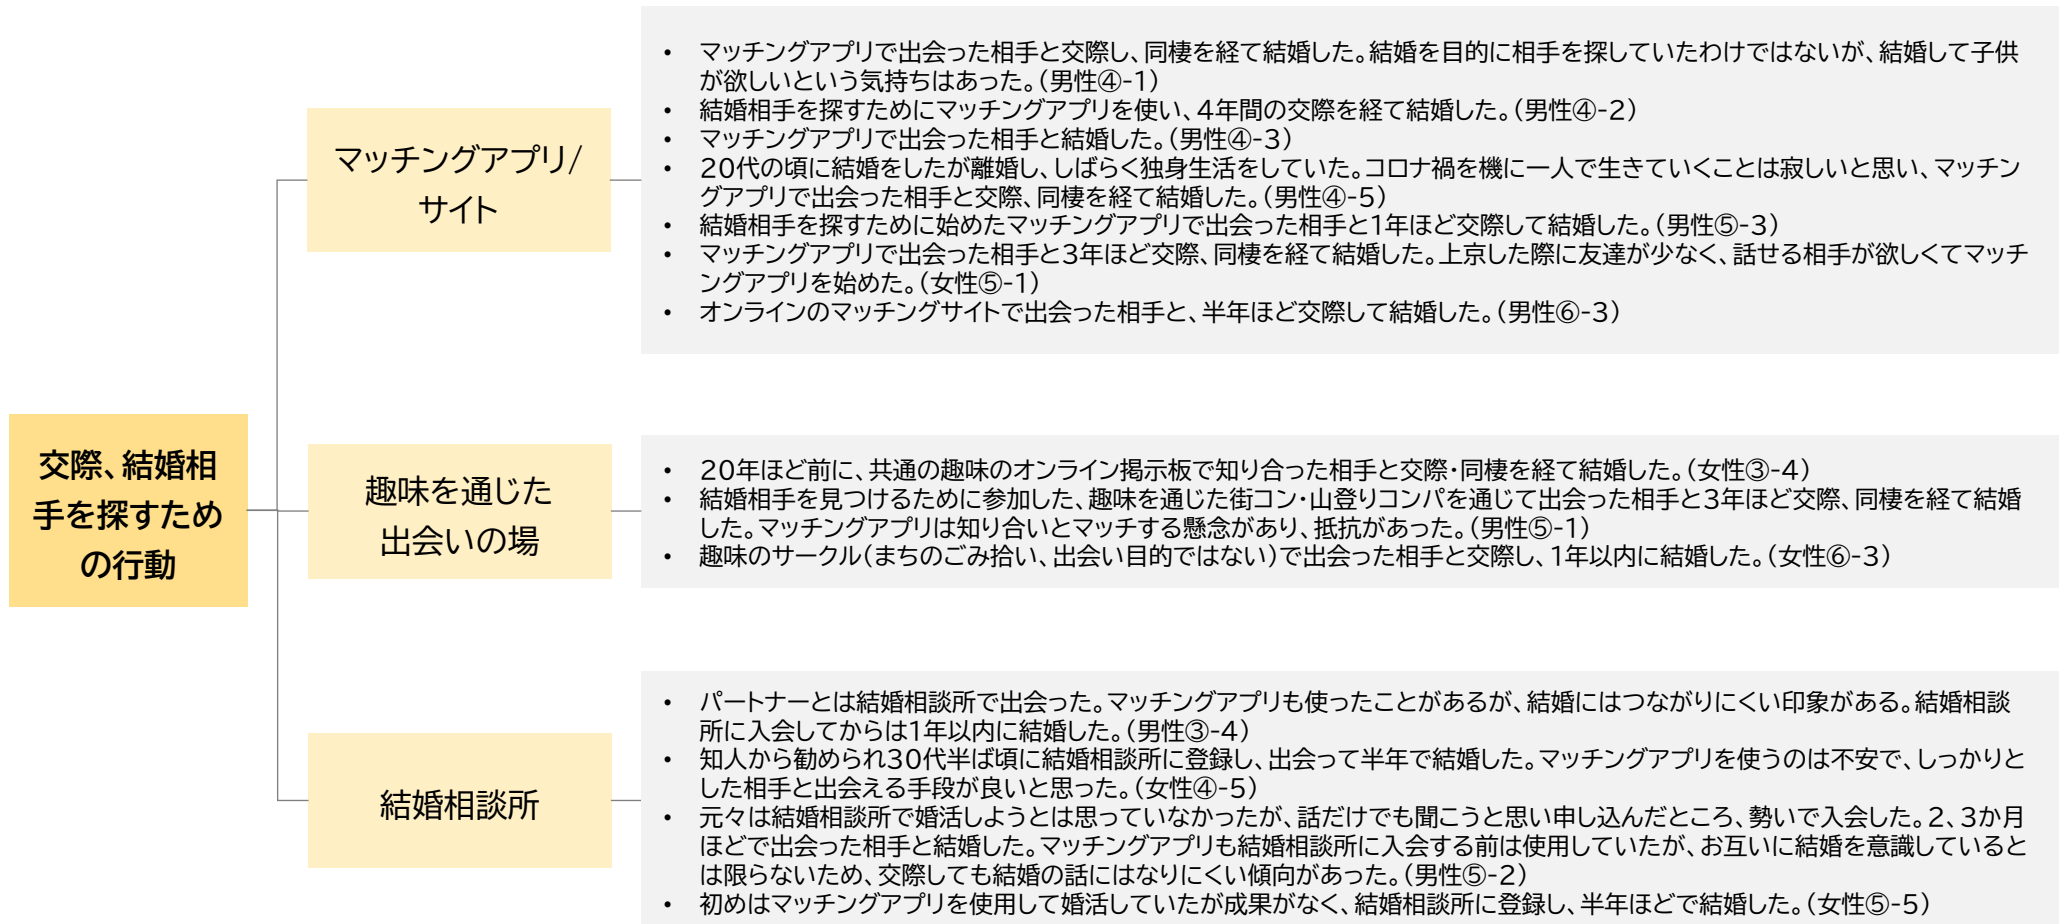 交際、結婚相
手を探すため
の行動
マッチングアプリ/
サイト
• マッチングアプリで出会った相手と交際し、同棲を経て結婚した。結婚を目的に相手を探していたわけではないが、結婚して子供
が欲しいという気持ちはあった。(男性④-1)
• 結婚相手を探すためにマッチングアプリを使い、4年間の交際を経て結婚した。(男性④-2)
• マッチングアプリで出会った相手と結婚した。(男性④-3)
• 20代の頃に結婚をしたが離婚し、しばらく独身生活をしていた。コロナ禍を機に一人で生きていくことは寂しいと思い、マッチン
グアプリで出会った相手と交際、同棲を経て結婚した。(男性④-5)
• 結婚相手を探すために始めたマッチングアプリで出会った相手と1年ほど交際して結婚した。(男性⑤-3)
• マッチングアプリで出会った相手と3年ほど交際、同棲を経て結婚した。上京した際に友達が少なく、話せる相手が欲しくてマッチ
ングアプリを始めた。(女性⑤-1)
• オンラインのマッチングサイトで出会った相手と、半年ほど交際して結婚した。(男性⑥-3)
趣味を通じた
出会いの場
• 20年ほど前に、共通の趣味のオンライン掲示板で知り合った相手と交際・同棲を経て結婚した。(女性③-4)
• 結婚相手を見つけるために参加した、趣味を通じた街コン・山登りコンパを通じて出会った相手と3年ほど交際、同棲を経て結婚
した。マッチングアプリは知り合いとマッチする懸念があり、抵抗があった。(男性⑤-1)
• 趣味のサークル(まちのごみ拾い、出会い目的ではない)で出会った相手と交際し、1年以内に結婚した。(女性⑥-3)
結婚相談所
• パートナーとは結婚相談所で出会った。マッチングアプリも使ったことがあるが、結婚にはつながりにくい印象がある。結婚相談
所に入会してからは1年以内に結婚した。(男性③-4)
• 知人から勧められ30代半ば頃に結婚相談所に登録し、出会って半年で結婚した。マッチングアプリを使うのは不安で、しっかりと
した相手と出会える手段が良いと思った。(女性④-5)
• 元々は結婚相談所で婚活しようとは思っていなかったが、話だけでも聞こうと思い申し込んだところ、勢いで入会した。2、3か月
ほどで出会った相手と結婚した。マッチングアプリも結婚相談所に入会する前は使用していたが、お互いに結婚を意識していると
は限らないため、交際しても結婚の話にはなりにくい傾向があった。(男性⑤-2)
• 初めはマッチングアプリを使用して婚活していたが成果がなく、結婚相談所に登録し、半年ほどで結婚した。(女性⑤-5)